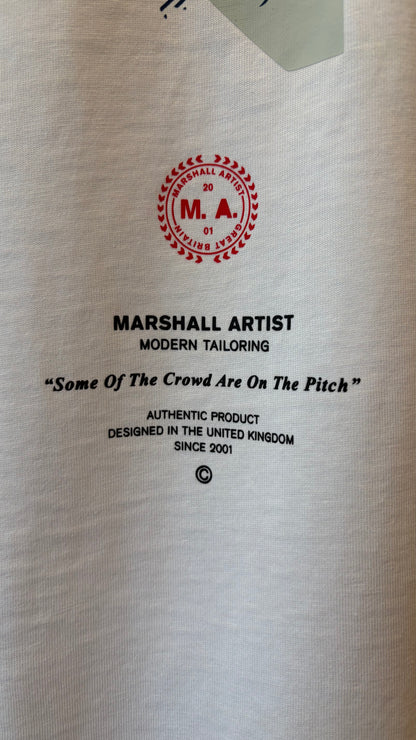 MARSHALL ARTIST
20
M. A.
01
GREAT BRITAIN
MARSHALL ARTIST
MODERN TAILORING
“Some Of The Crowd Are On The Pitch”
AUTHENTIC PRODUCT
DESIGNED IN THE UNITED KINGDOM
SINCE 2001
©